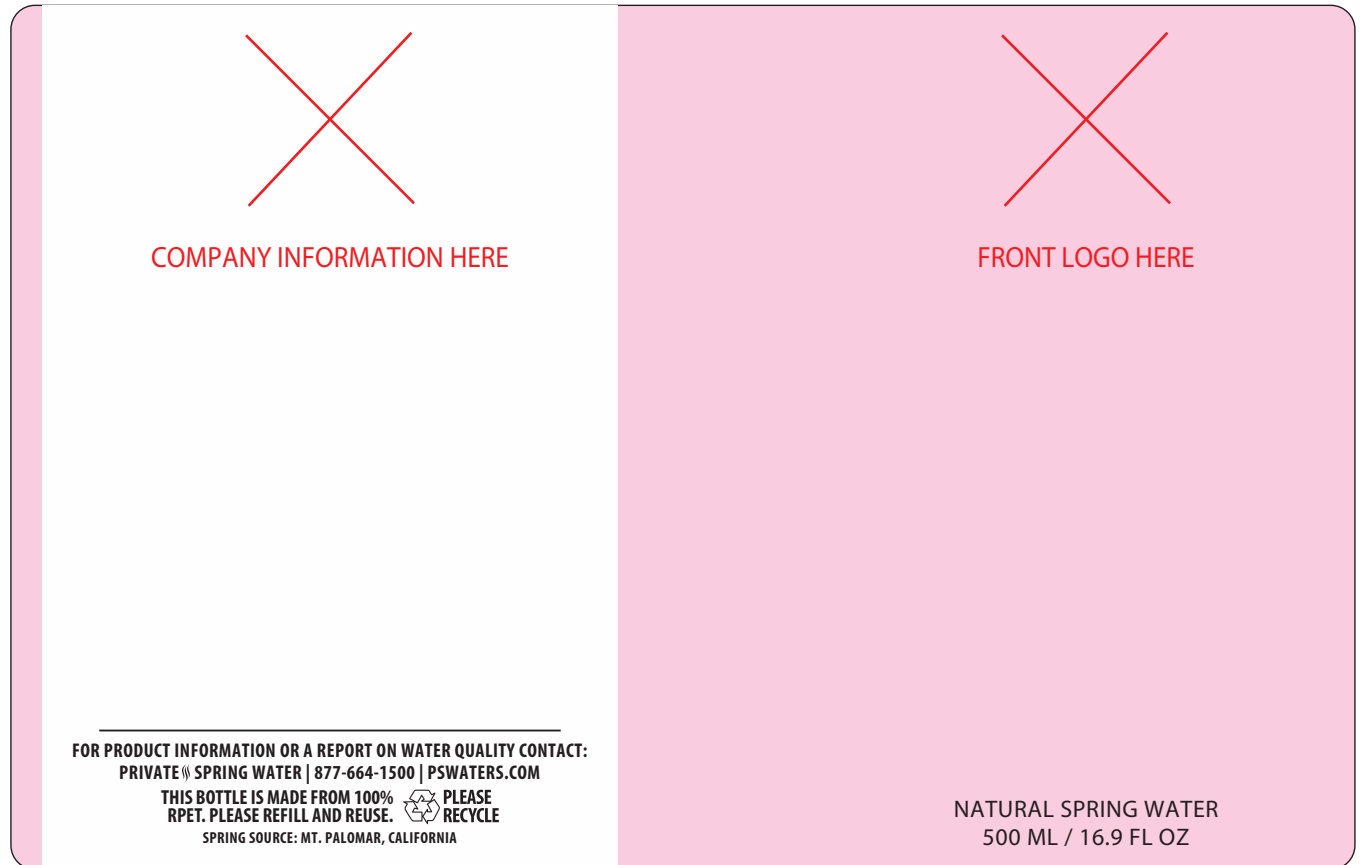 COMPANY INFORMATION HERE
FOR PRODUCT INFORMATION OR A REPORT ON WATER QUALITY CONTACT:
PRIVATE SPRING WATER | 877-664-1500 | PSWATERS.COM
THIS BOTTLE IS MADE FROM 100%
RPET. PLEASE REFILL AND REUSE.
PLEASE
RECYCLE
SPRING SOURCE: MT. PALOMAR, CALIFORNIA
FRONT LOGO HERE
NATURAL SPRING WATER
500 ML / 16.9 FL OZ